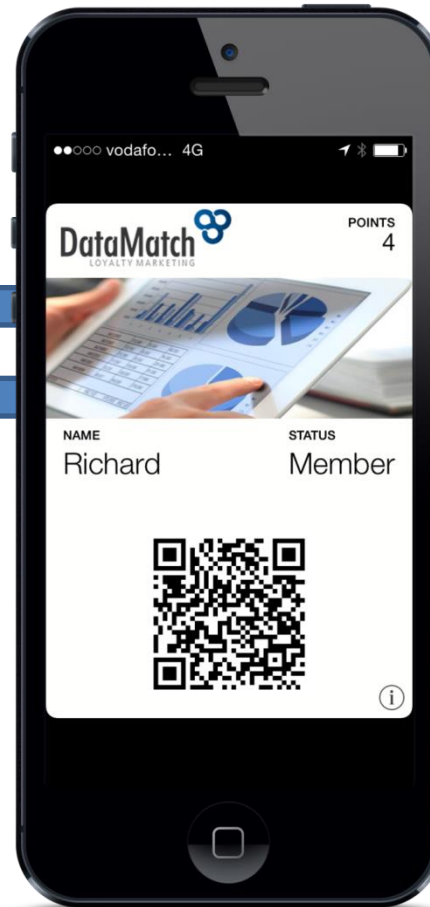 vodafo... 4G
DataMatch
LOYALTY MARKETING
POINTS
4
NAME
Richard
STATUS
Member